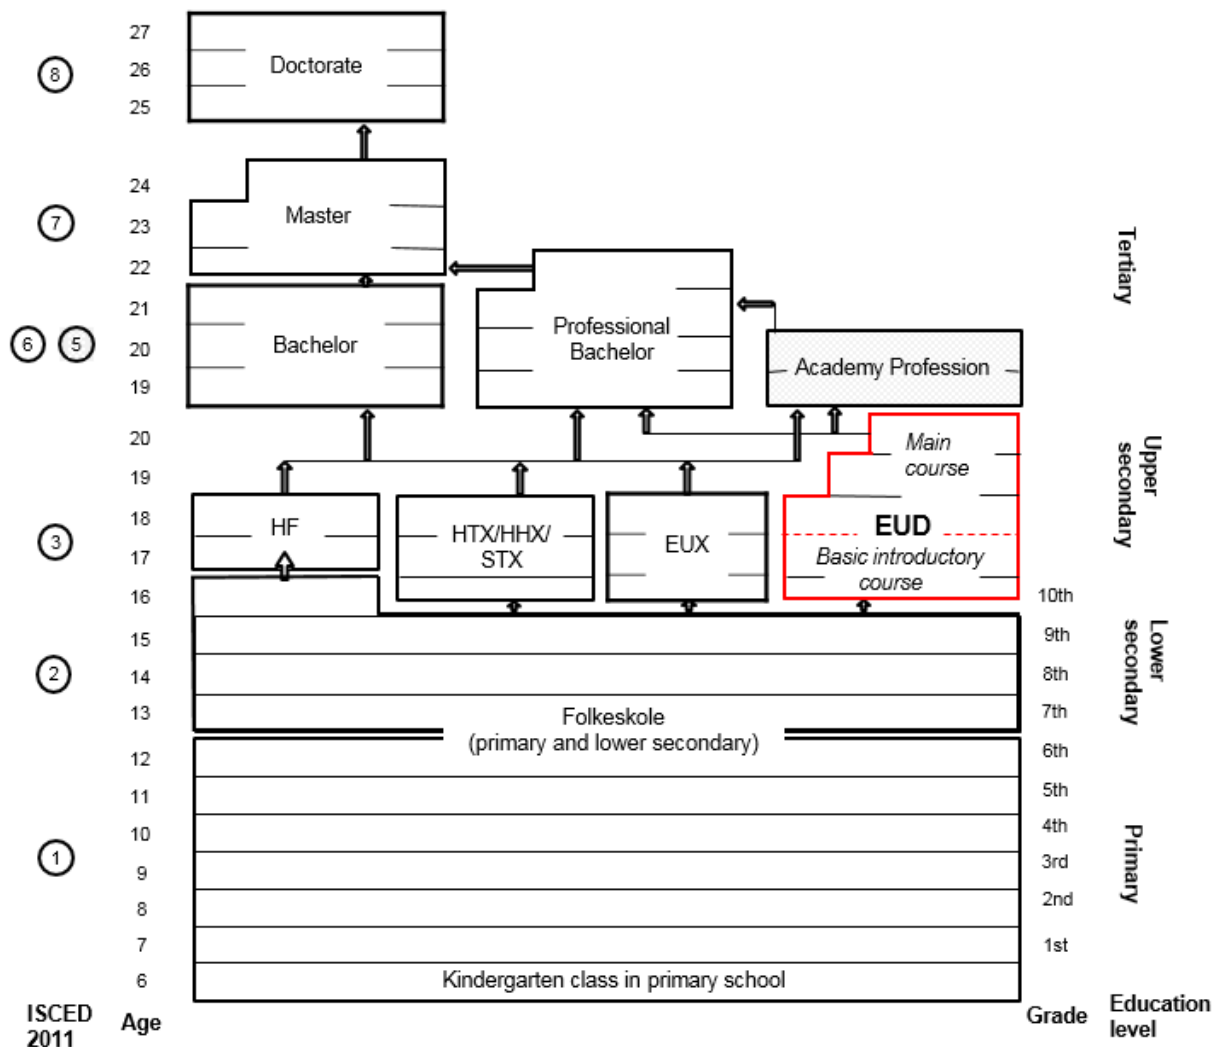 27
8
26
Doctorate
25
24
7
23
Master
22
Tertiary
21
6
5
20
Bachelor
Professional
Bachelor
Academy Profession
19
20
Main
course
Upper
secondary
19
18
HF
HTX/HHX/
STX
EUX
EUD
3
17
Basic introductory
course
16
10th
15
9th
Lower
secondary
2
14
8th
13
Folkeskole
7th
(primary and lower secondary)
12
6th
11
5th
10
4th
Primary
1
9
3rd
8
2nd
7
1st
6
Kindergarten class in primary school
ISCED
2011
Age
Grade
Education
level